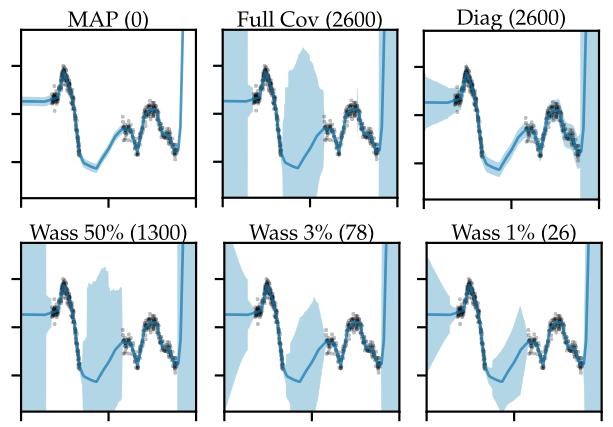 MAP (0)
Full Cov (2600)
Diag (2600)
Wass 50% (1300)
Wass 3% (78)
Wass 1% (26)